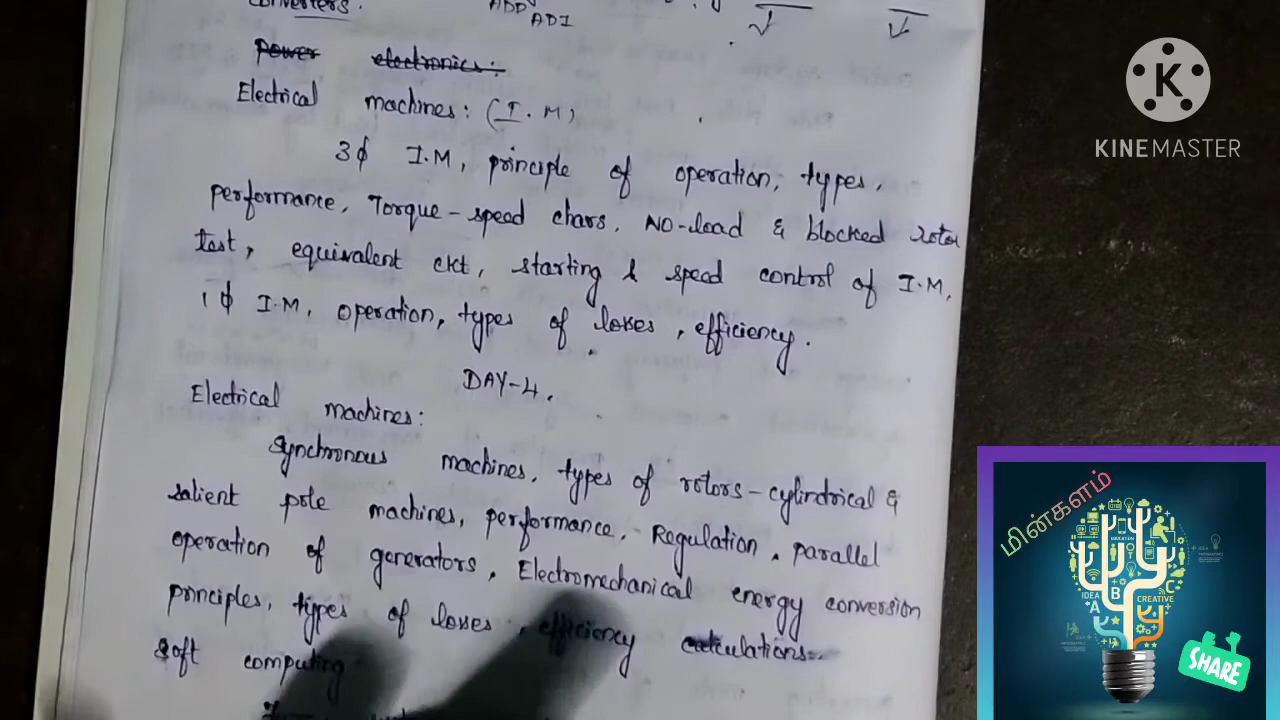 converters.
ADD
ADI
Power electronics:
Electrical machines: (I.M)
3φ I.M, principle of operation, types,
performance, Torque-speed chars. NO-load & blocked rotor
test, equivalent ckt, starting & speed control of I.M,
1φ I.M, operation, types of losses, efficiency.
DAY-4.
Electrical machines:
Synchronous machines, types of rotors-cylindrical &
salient pole machines, performance, Regulation, parallel
operation of generators, Electromechanical energy conversion
principles, types of losses, efficiency calculations.
Soft computing
K
KINEMASTER
மின்களம்
IDEA
A
B
CREATIVE
SHARE